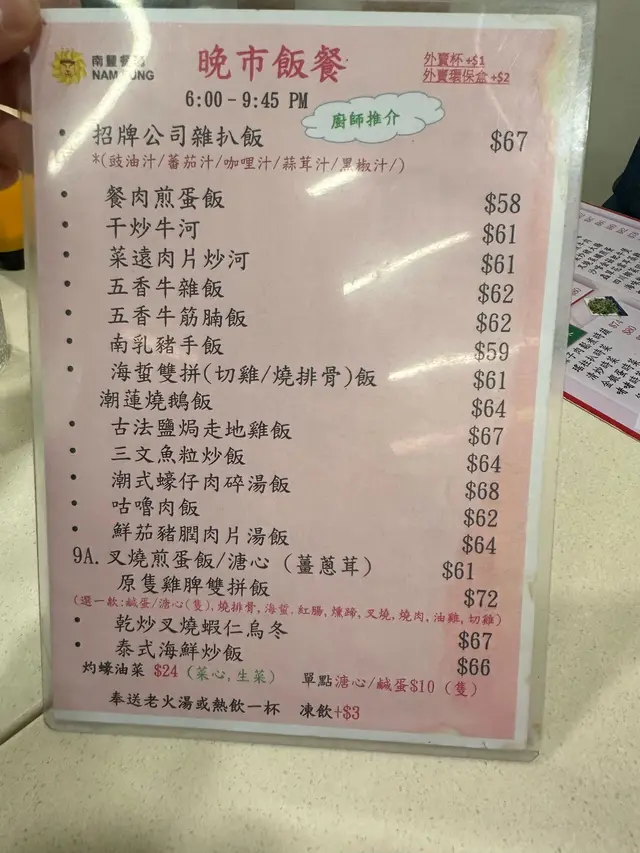 南豐餐廳
NAM FUNG
晚市飯餐
外賣杯+$1
外賣環保盒+$2
6:00-9:45 PM
廚師推介
• 招牌公司雜扒飯 $67
*(豉油汁/蕃茄汁/咖哩汁/蒜茸汁/黑椒汁/)
• 餐肉煎蛋飯 $58
• 干炒牛河 $61
• 菜遠肉片炒河 $61
• 五香牛雜飯 $62
• 五香牛筋腩飯 $62
• 南乳豬手飯 $59
• 海蜇雙拼(切雞/燒排骨)飯 $61
潮蓮燒鵝飯 $64
• 古法鹽焗走地雞飯 $67
• 三文魚粒炒飯 $64
• 潮式蠔仔肉碎湯飯 $68
• 咕嚕肉飯 $62
• 鮮茄豬膶肉片湯飯 $64
9A. 叉燒煎蛋飯/溏心 (薑蔥茸) $61
原隻雞脾雙拼飯 $72
(選一款:鹹蛋/溏心(隻),燒排骨,海蜇,紅腸,燻蹄,叉燒,燒肉,油雞,切雞)
• 乾炒叉燒蝦仁烏冬 $67
• 泰式海鮮炒飯 $66
灼蠔油菜 $24 (菜心,生菜) 單點溏心/鹹蛋$10 (隻)
奉送老火湯或熱飲一杯 凍飲+$3